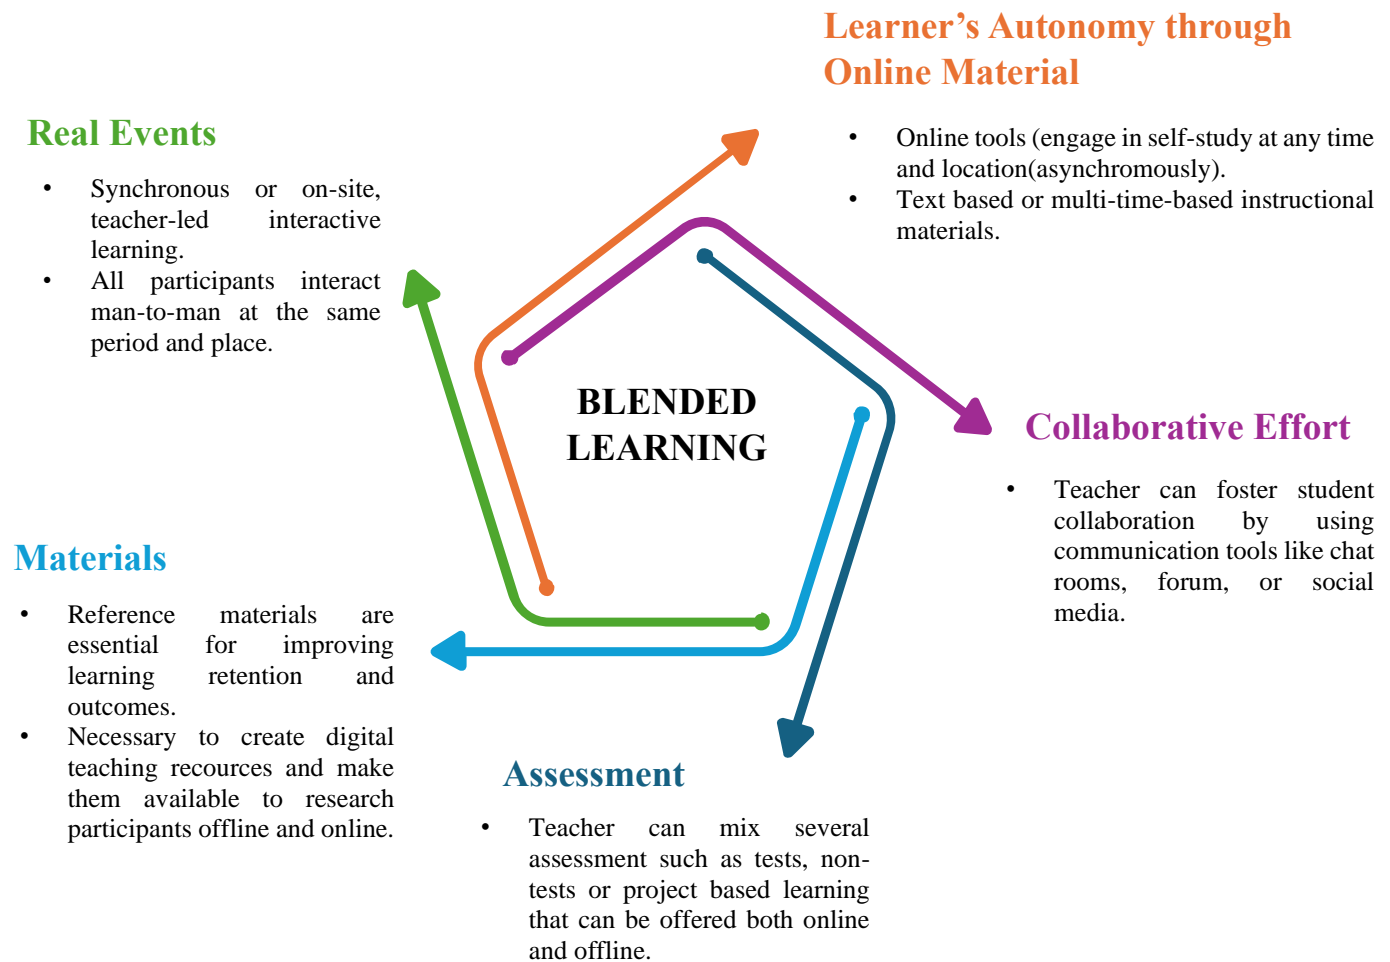 Learner’s Autonomy through
Online Material
• Online tools (engage in self-study at any time
and location(asynchromously).
• Text based or multi-time-based instructional
materials.
Real Events
• Synchronous or on-site,
teacher-led interactive
learning.
• All participants interact
man-to-man at the same
period and place.
BLENDED
LEARNING
Collaborative Effort
• Teacher can foster student
collaboration by using
communication tools like chat
rooms, forum, or social
media.
Materials
• Reference materials are
essential for improving
learning retention and
outcomes.
• Necessary to create digital
teaching recources and make
them available to research
participants offline and online.
Assessment
• Teacher can mix several
assessment such as tests, non-
tests or project based learning
that can be offered both online
and offline.